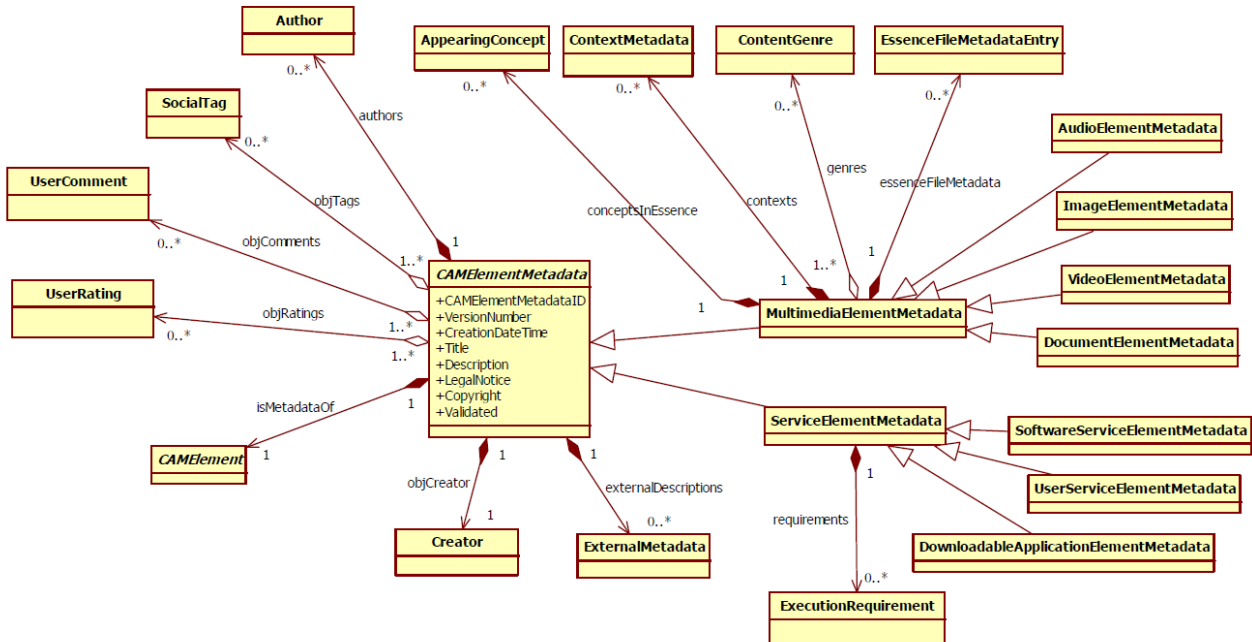 Author
0..*
authors
AppearingConcept
0..*
ContextMetadata
0..*
ContentGenre
0..*
EssenceFileMetadataEntry
0..*
SocialTag
0..*
objTags
UserComment
0..*
objComments
UserRating
0..*
objRatings
conceptsInEssence
contexts
genres
essenceFileMetadata
AudioElementMetadata
ImageElementMetadata
VideoElementMetadata
DocumentElementMetadata
1
1..*
1..*
1..*
CAMElementMetadata
+CAMElementMetadataID
+VersionNumber
+CreationDateTime
+Title
+Description
+LegalNotice
+Copyright
+Validated
1
1
1..*
1
MultimediaElementMetadata
isMetadataOf
1
1
CAMElement
ServiceElementMetadata
SoftwareServiceElementMetadata
UserServiceElementMetadata
DownloadableApplicationElementMetadata
1
objCreator
1
Creator
1
externalDescriptions
0..*
ExternalMetadata
1
requirements
0..*
ExecutionRequirement